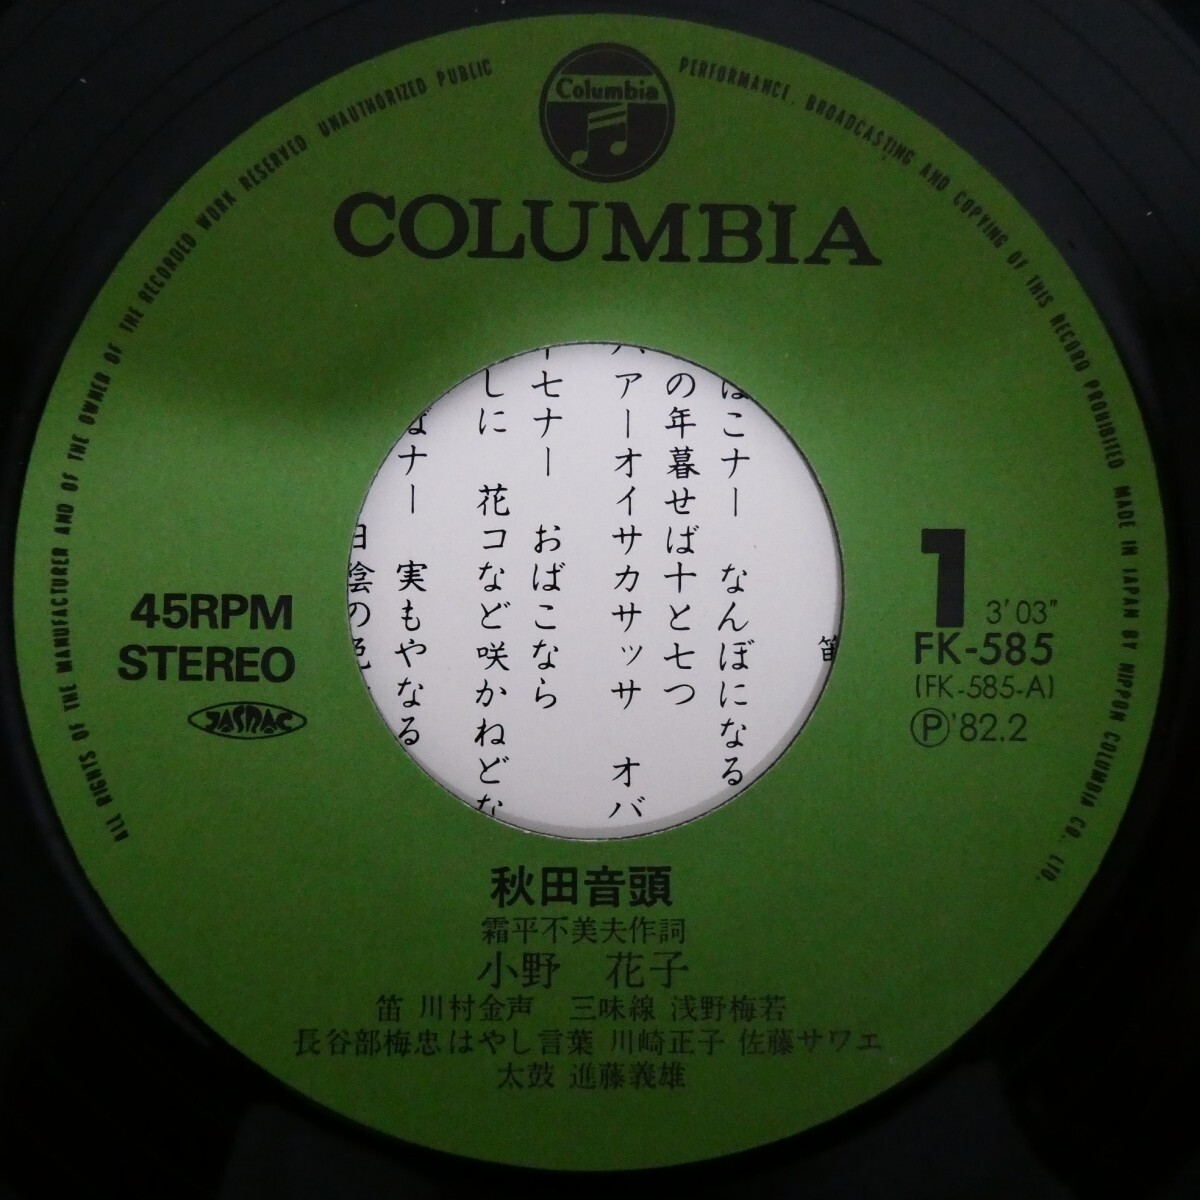 ALL RIGHTS OF THE MANUFACTURER AND OF THE OWNER OF THE RECORDED WORK RESERVED UNAUTHORIZED PUBLIC PERFORMANCE. BROADCASTING AND COPYING OF THIS RECORD PROHIBITED MADE IN JAPAN BY NIPPON COLUMBIA CO., LTD.
Columbia
COLUMBIA
ばこナー なんぼになる
の年暮せば十と七つ
ハ アーオイサカサッサ オバ
セナー おばこなら
しに 花コなど咲かねどな
ばナー 実もやなる
日陰の色
笛
45RPM
STEREO
JASRAC
1
3'03"
FK-585
(FK-585-A)
Ⓟ'82.2
秋田音頭
霜平不美夫作詞
小野 花子
笛 川村金声 三味線 浅野梅若
長谷部梅忠 はやし言葉 川崎正子 佐藤サワエ
太鼓 進藤義雄